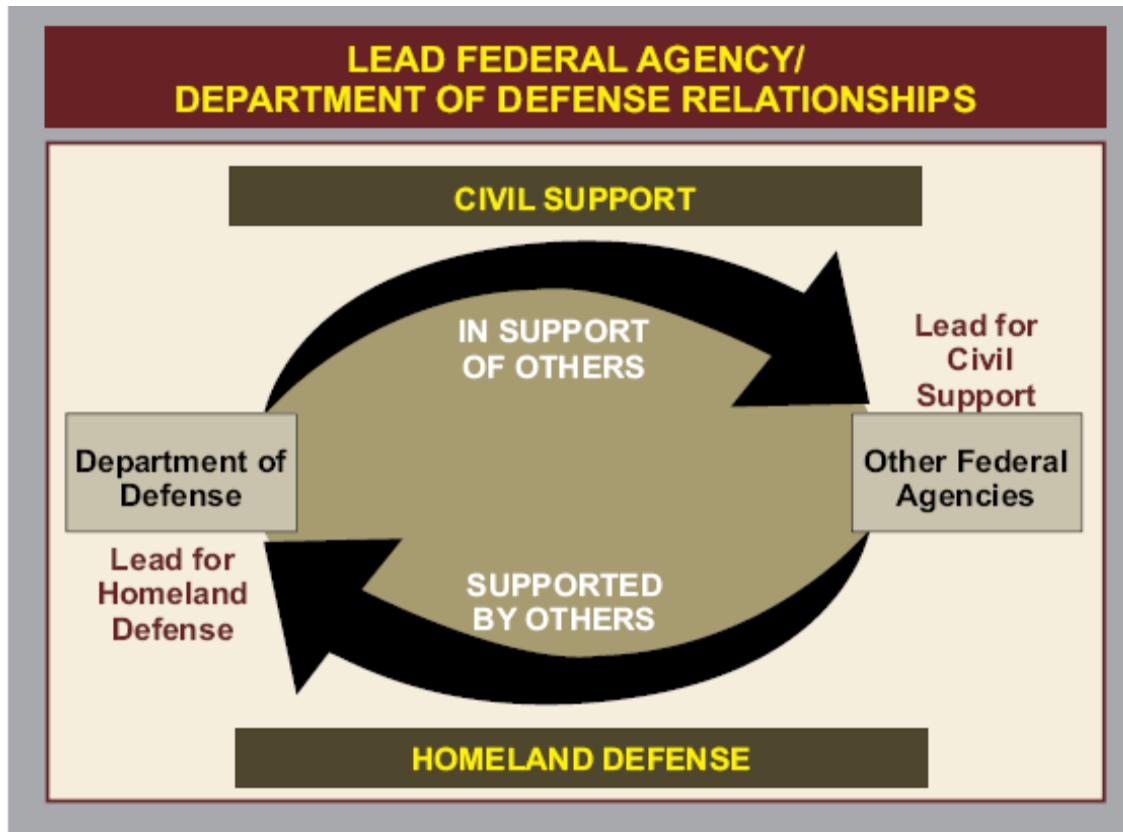 LEAD FEDERAL AGENCY/
DEPARTMENT OF DEFENSE RELATIONSHIPS
CIVIL SUPPORT
IN SUPPORT
OF OTHERS
Lead for
Civil
Support
Department of
Defense
Other Federal
Agencies
Lead for
Homeland
Defense
SUPPORTED
BY OTHERS
HOMELAND DEFENSE